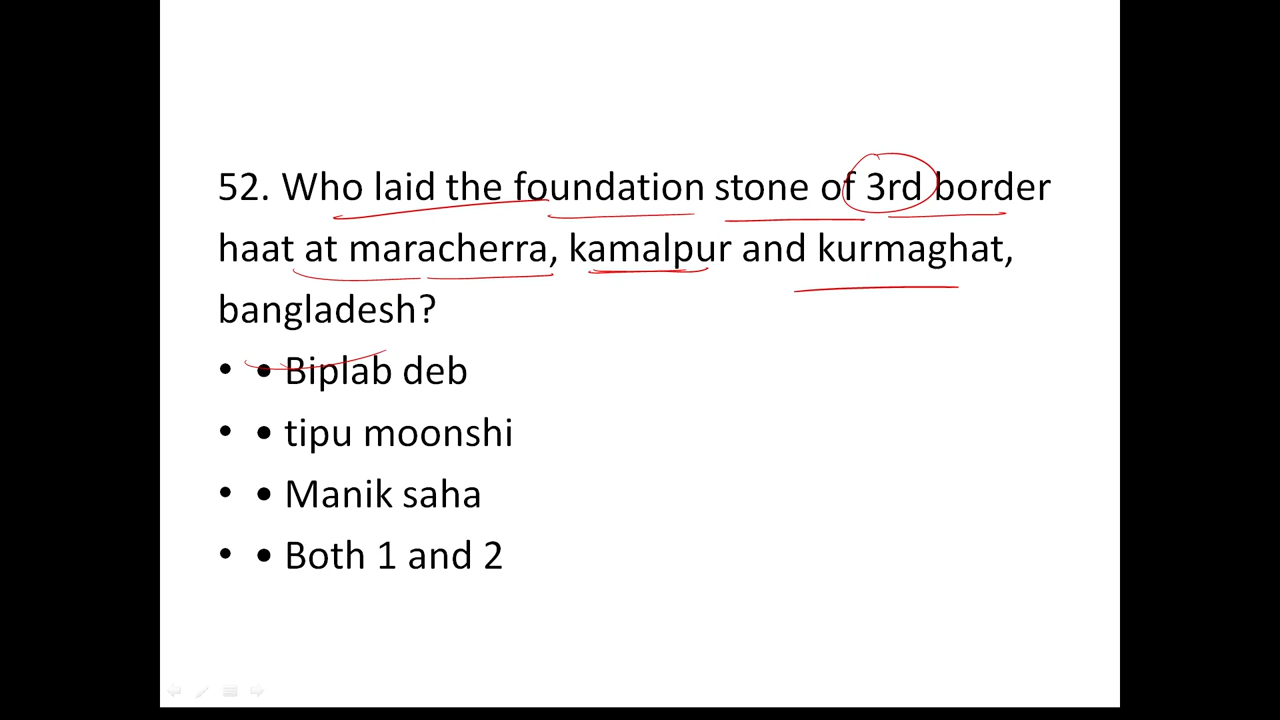 52. Who laid the foundation stone of 3rd border
haat at maracherra, kamalpur and kurmaghat,
bangladesh?
• • Biplab deb
• • tipu moonshi
• • Manik saha
• • Both 1 and 2